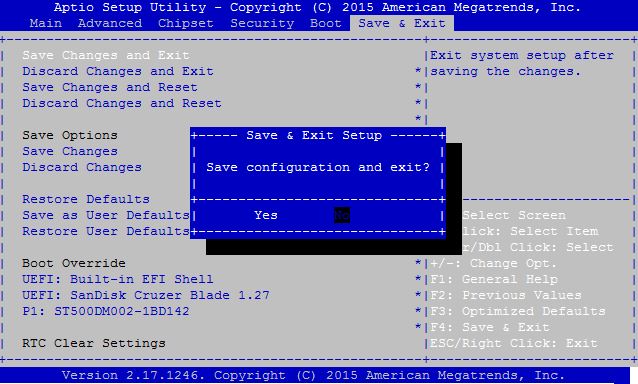 Aptio Setup Utility - Copyright (C) 2015 American Megatrends, Inc.
Main Advanced Chipset Security Boot Save & Exit
Save Changes and Exit
Discard Changes and Exit
Save Changes and Reset
Discard Changes and Reset
Save Options
Save Changes
Discard Changes
Restore Defaults
Save as User Defaults
Restore User Defaults
Boot Override
UEFI: Built-in EFI Shell
UEFI: SanDisk Cruzer Blade 1.27
P1: ST500DM002-1BD142
RTC Clear Settings
Save & Exit Setup
Save configuration and exit?
Yes No
Exit system setup after
saving the changes.
Select Screen
lick: Select Item
r/Dbl Click: Select
+/-: Change Opt.
F1: General Help
F2: Previous Values
F3: Optimized Defaults
F4: Save & Exit
ESC/Right Click: Exit
Version 2.17.1246. Copyright (C) 2015 American Megatrends, Inc.